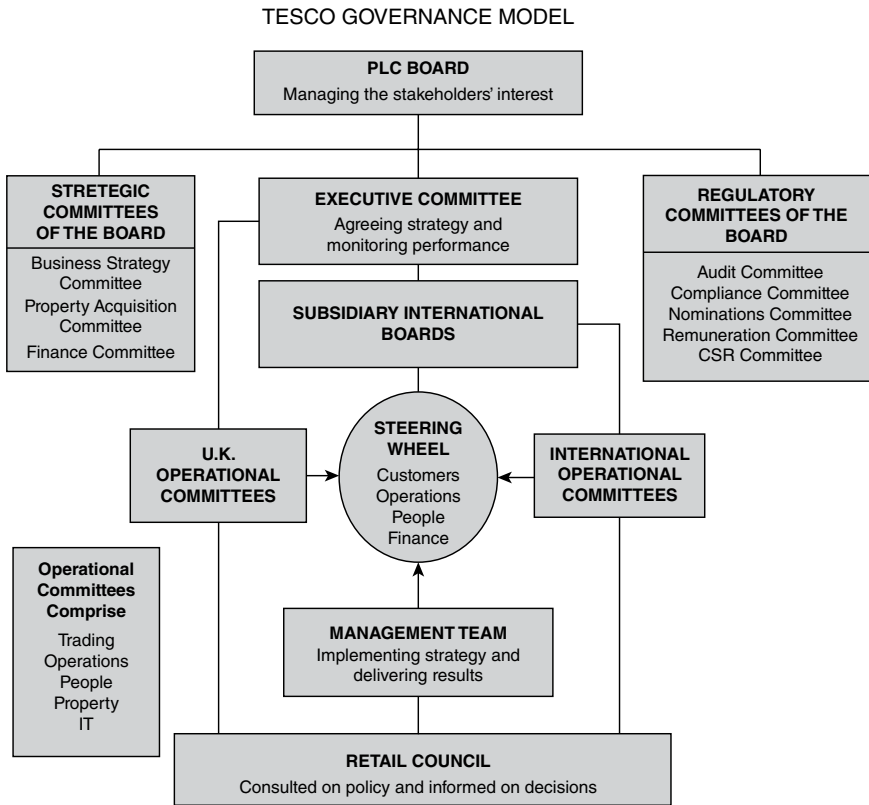 TESCO GOVERNANCE MODEL
PLC BOARD
Managing the stakeholders' interest
STRETEGIC
COMMITTEES
OF THE BOARD
Business Strategy
Committee
Property Acquisition
Committee
Finance Committee
EXECUTIVE COMMITTEE
Agreeing strategy and
monitoring performance
REGULATORY
COMMITTEES OF THE
BOARD
Audit Committee
Compliance Committee
Nominations Committee
Remuneration Committee
CSR Committee
SUBSIDIARY INTERNATIONAL
BOARDS
U.K.
OPERATIONAL
COMMITTEES
STEERING
WHEEL
Customers
Operations
People
Finance
INTERNATIONAL
OPERATIONAL
COMMITTEES
Operational
Committees
Comprise
Trading
Operations
People
Property
IT
MANAGEMENT TEAM
Implementing strategy and
delivering results
RETAIL COUNCIL
Consulted on policy and informed on decisions